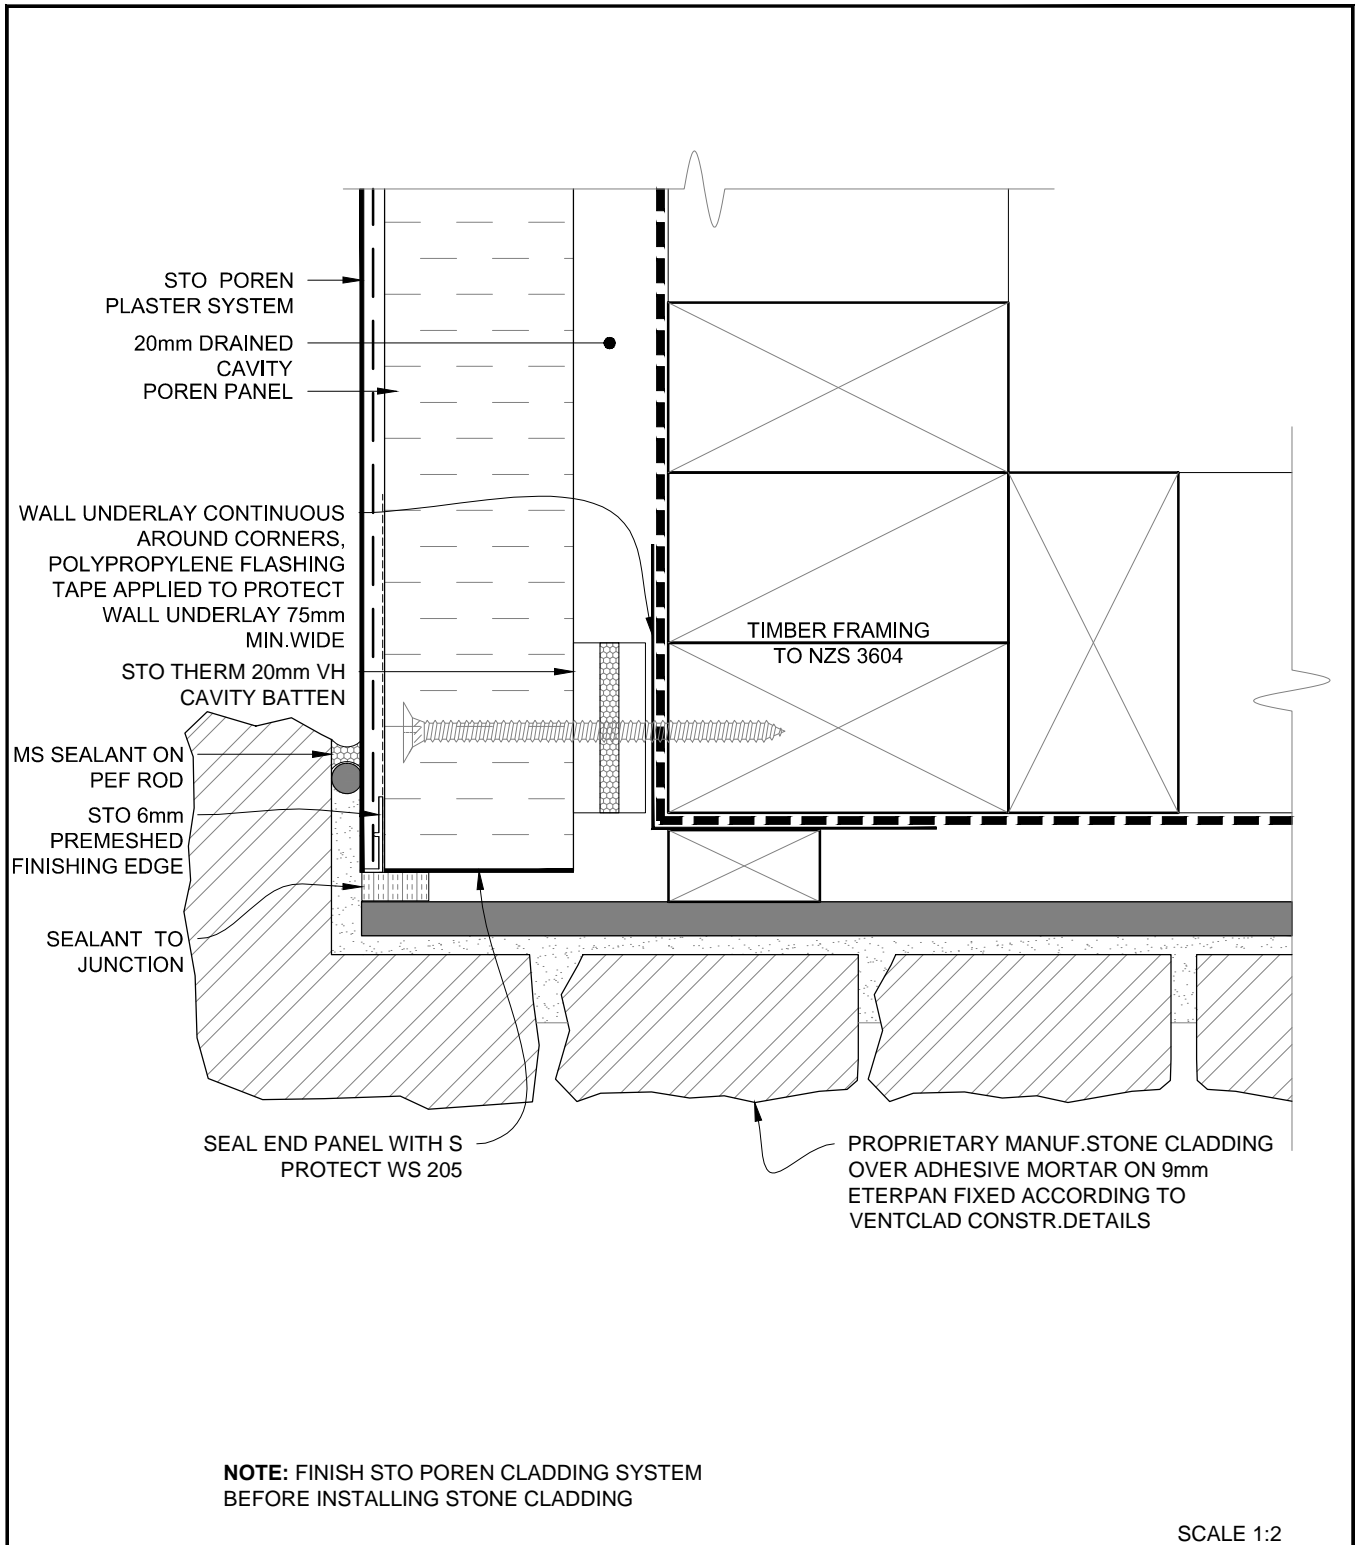 STO POREN
PLASTER SYSTEM
20mm DRAINED
CAVITY
POREN PANEL
WALL UNDERLAY CONTINUOUS
AROUND CORNERS,
POLYPROPYLENE FLASHING
TAPE APPLIED TO PROTECT
WALL UNDERLAY 75mm
MIN.WIDE
STO THERM 20mm VH
CAVITY BATTEN
MS SEALANT ON
PEF ROD
STO 6mm
PREMESHED
FINISHING EDGE
SEALANT TO
JUNCTION
TIMBER FRAMING
TO NZS 3604
SEAL END PANEL WITH S
PROTECT WS 205
PROPRIETARY MANUF.STONE CLADDING
OVER ADHESIVE MORTAR ON 9mm
ETERPAN FIXED ACCORDING TO
VENTCLAD CONSTR.DETAILS
NOTE: FINISH STO POREN CLADDING SYSTEM
BEFORE INSTALLING STONE CLADDING
SCALE 1:2